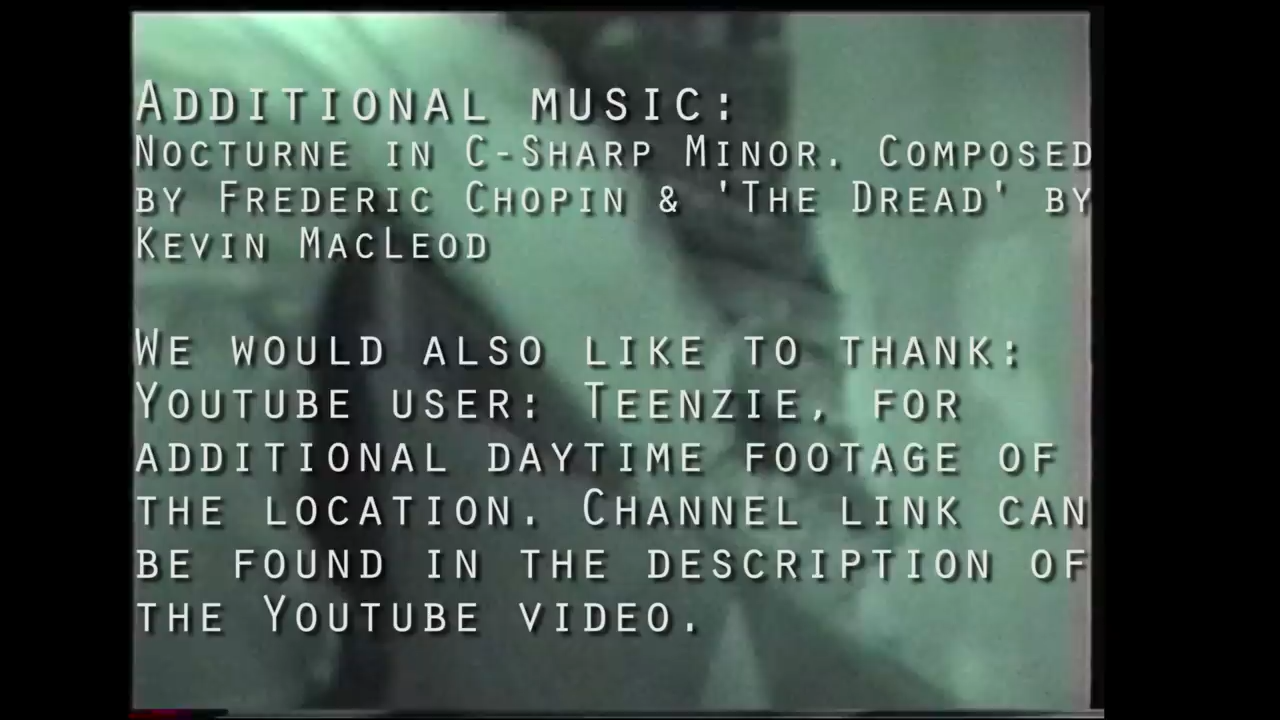 Additional music:
Nocturne in C-Sharp Minor. Composed
by Frederic Chopin & 'The Dread' by
Kevin MacLeod
We would also like to thank:
Youtube user: Teenzie, for
additional daytime footage of
the location. Channel link can
be found in the description of
the Youtube video.